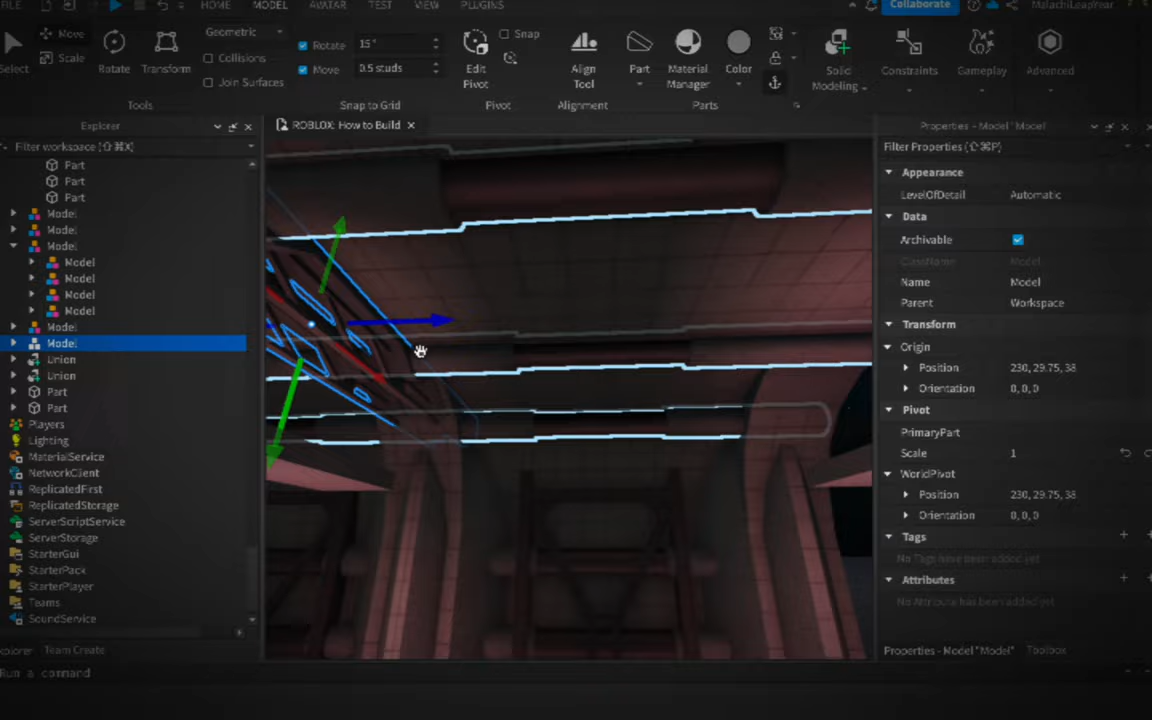 FILE HOME MODEL AVATAR TEST VIEW PLUGINS Collaborate MalachiLeapYear
Select Move Scale Rotate Transform
Geometric
Collisions
Join Surfaces
Rotate 15°
Move 0.5 studs
Edit Pivot
Snap
Align Tool
Part
Material Manager
Color
Solid Modeling
Constraints
Gameplay
Advanced
Tools Snap to Grid Pivot Alignment Parts
Explorer
Filter workspace (⇧⌘X)
Part
Part
Part
Model
Model
Model
Model
Model
Model
Model
Model
Model
Union
Union
Part
Part
Players
Lighting
MaterialService
NetworkClient
ReplicatedFirst
ReplicatedStorage
ServerScriptService
ServerStorage
StarterGui
StarterPack
StarterPlayer
Teams
SoundService
plorer Team Create
Run a command
ROBLOX: How to Build
Properties - Model "Model"
Filter Properties (⇧⌘P)
Appearance
LevelOfDetail Automatic
Data
Archivable
ClassName Model
Name Model
Parent Workspace
Transform
Origin
Position 230, 29.75, 38
Orientation 0,0,0
Pivot
PrimaryPart
Scale 1
WorldPivot
Position 230, 29.75, 38
Orientation 0,0,0
Tags
No Tags have been added yet
Attributes
No Attribute has been added yet
Properties - Model "Model" Toolbox